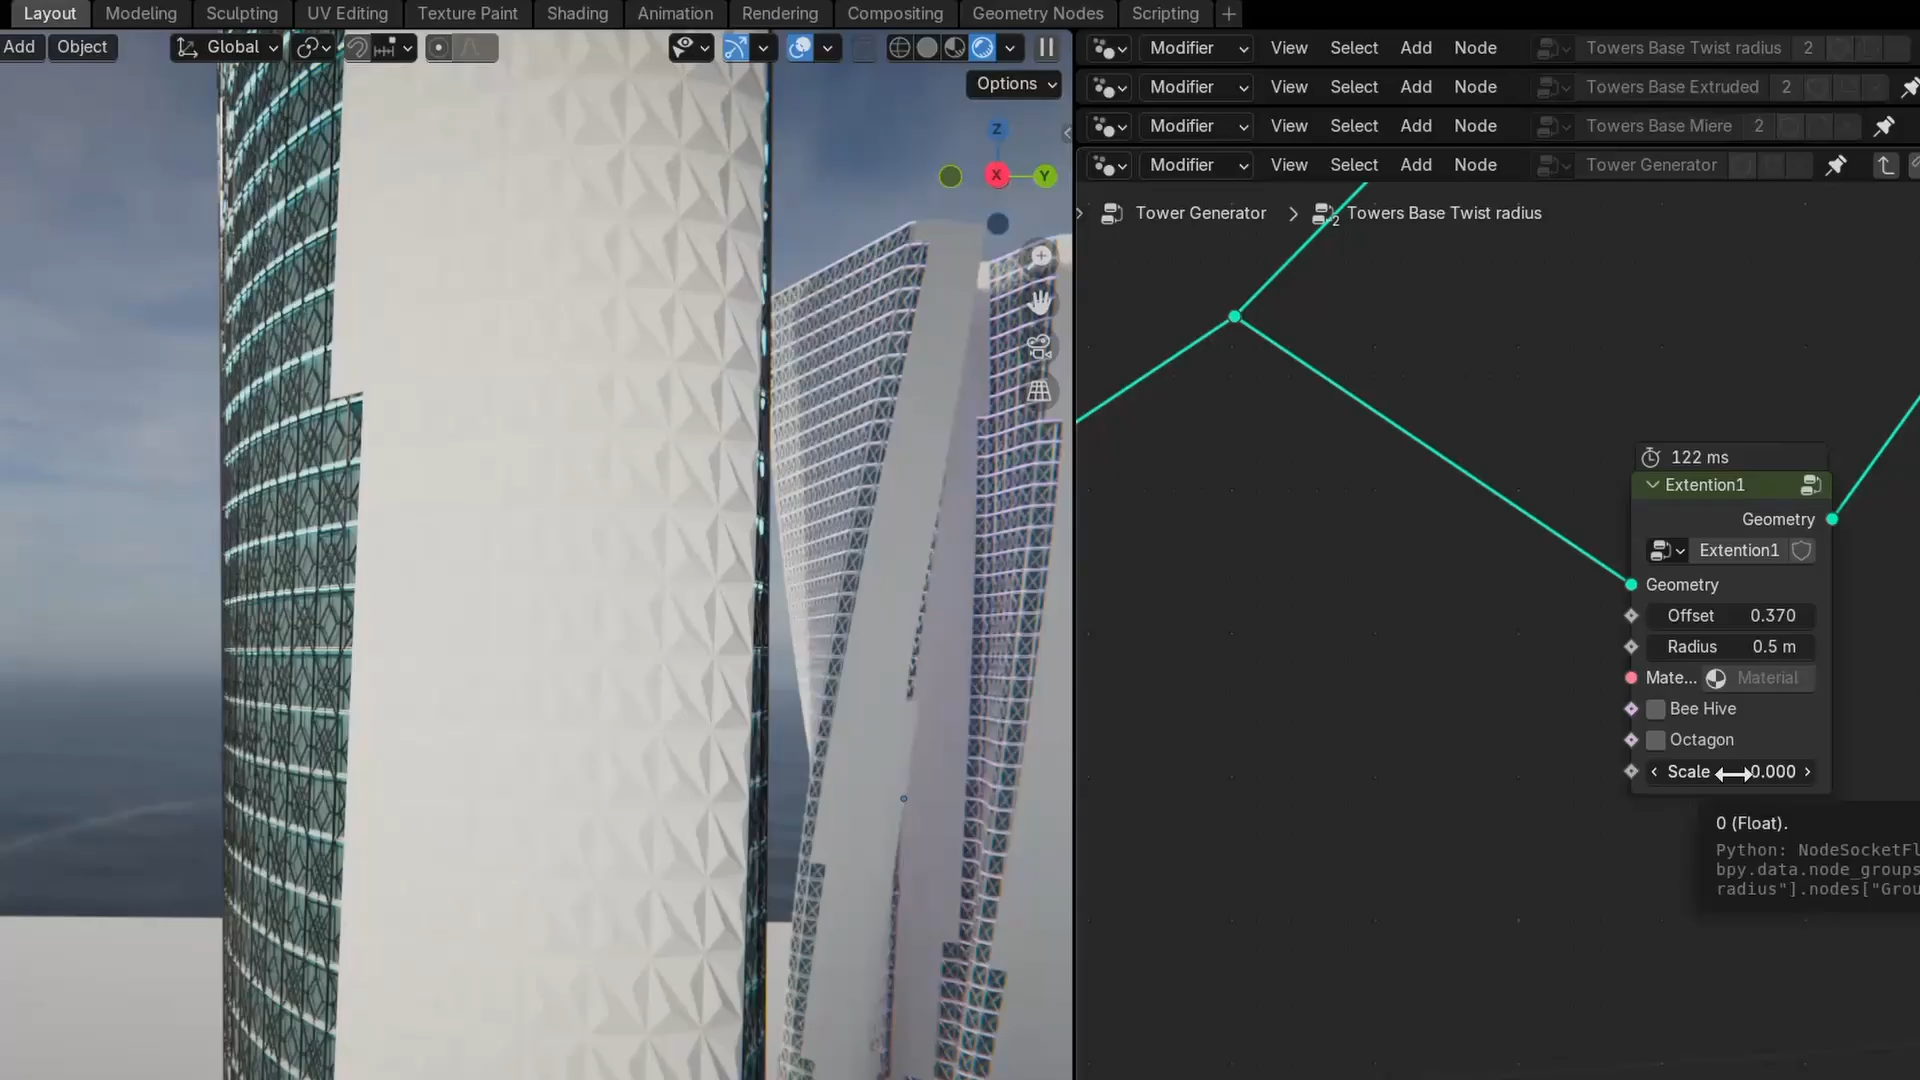 Layout Modeling Sculpting UV Editing Texture Paint Shading Animation Rendering Compositing Geometry Nodes Scripting +
Add Object Global
Options
Z
X
Y
Modifier View Select Add Node Towers Base Twist radius 2
Modifier View Select Add Node Towers Base Extruded 2
Modifier View Select Add Node Towers Base Miere 2
Modifier View Select Add Node Tower Generator
Tower Generator > 2 Towers Base Twist radius
122 ms
Extention1
Geometry
Extention1
Geometry
Offset 0.370
Radius 0.5 m
Mate... Material
Bee Hive
Octagon
Scale 0.000
0 (Float).
Python: NodeSocketFl
bpy.data.node_groups
radius"].nodes["Grou